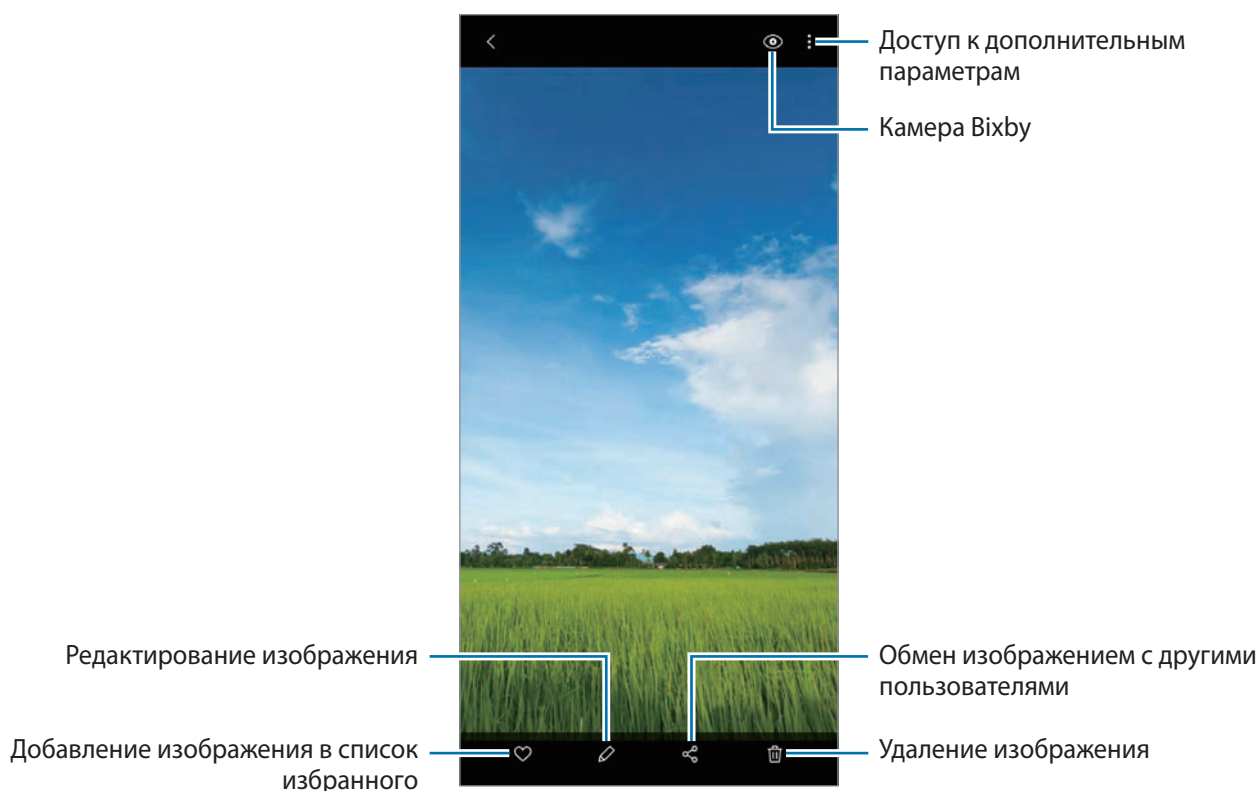 Доступ к дополнительным
параметрам
Камера Bixby
Редактирование изображения
Обмен изображением с другими
пользователями
Добавление изображения в список
избранного
Удаление изображения